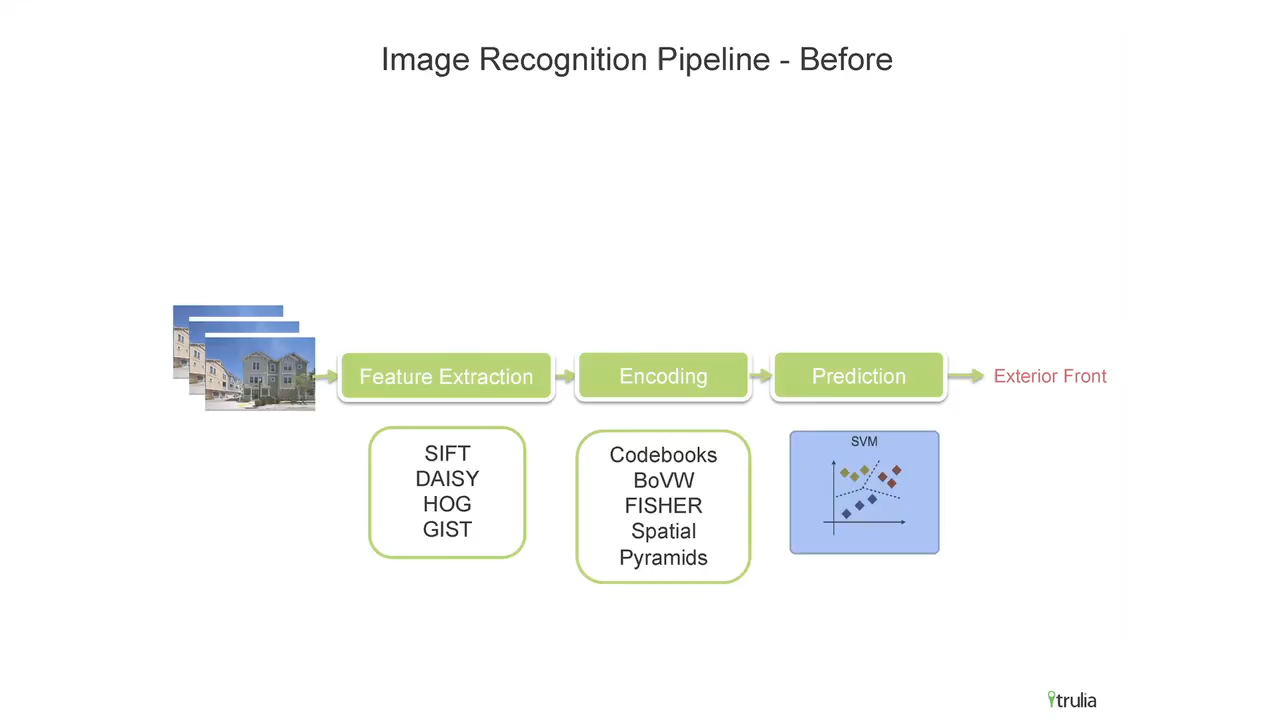 Image Recognition Pipeline - Before
Feature Extraction
Encoding
Prediction
Exterior Front
SIFT
DAISY
HOG
GIST
Codebooks
BoVW
FISHER
Spatial
Pyramids
SVM
trulia